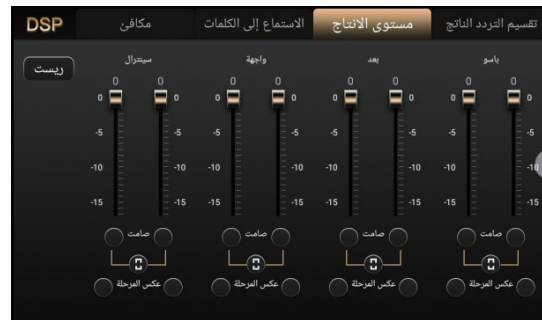 DSP
مكافئ
الاستماع إلى الكلمات
مستوى الانتاج
تقسيم التردد الناتج
ريست
سينترال
واجهة
بعد
باسو
0 0 0 0 0 0 0 0
0 0 0 0 0 0 0 0
-5 -5 -5 -5 -5 -5 -5 -5
-10 -10 -10 -10 -10 -10 -10 -10
-15 -15 -15 -15 -15 -15 -15 -15
صامت صامت صامت صامت
عكس المرحلة عكس المرحلة عكس المرحلة عكس المرحلة